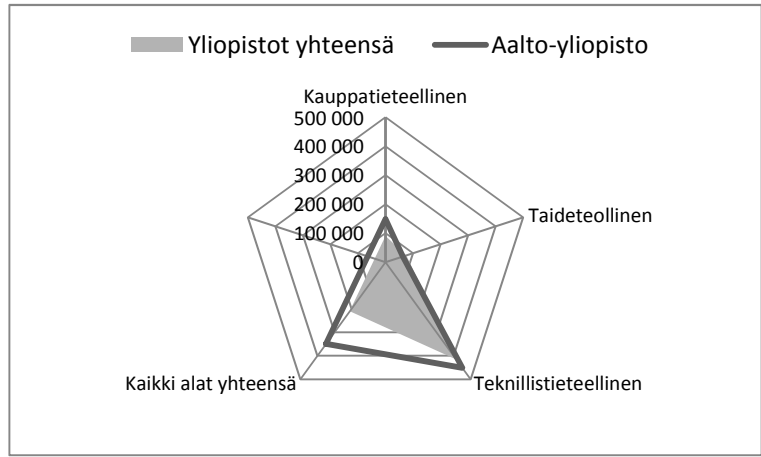 Yliopistot yhteensä
Aalto-yliopisto
Kauppatieteellinen
500 000
400 000
300 000
200 000
100 000
0
Taideteollinen
Kaikki alat yhteensä
Teknillistieteellinen